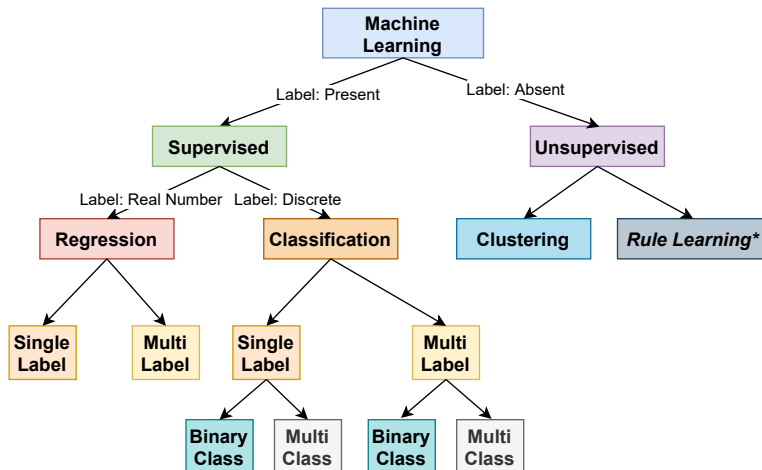 Machine
Learning
Label: Present
Label: Absent
Supervised
Unsupervised
Label: Real Number
Label: Discrete
Regression
Classification
Clustering
Rule Learning*
Single
Label
Multi
Label
Single
Label
Multi
Label
Binary
Class
Multi
Class
Binary
Class
Multi
Class